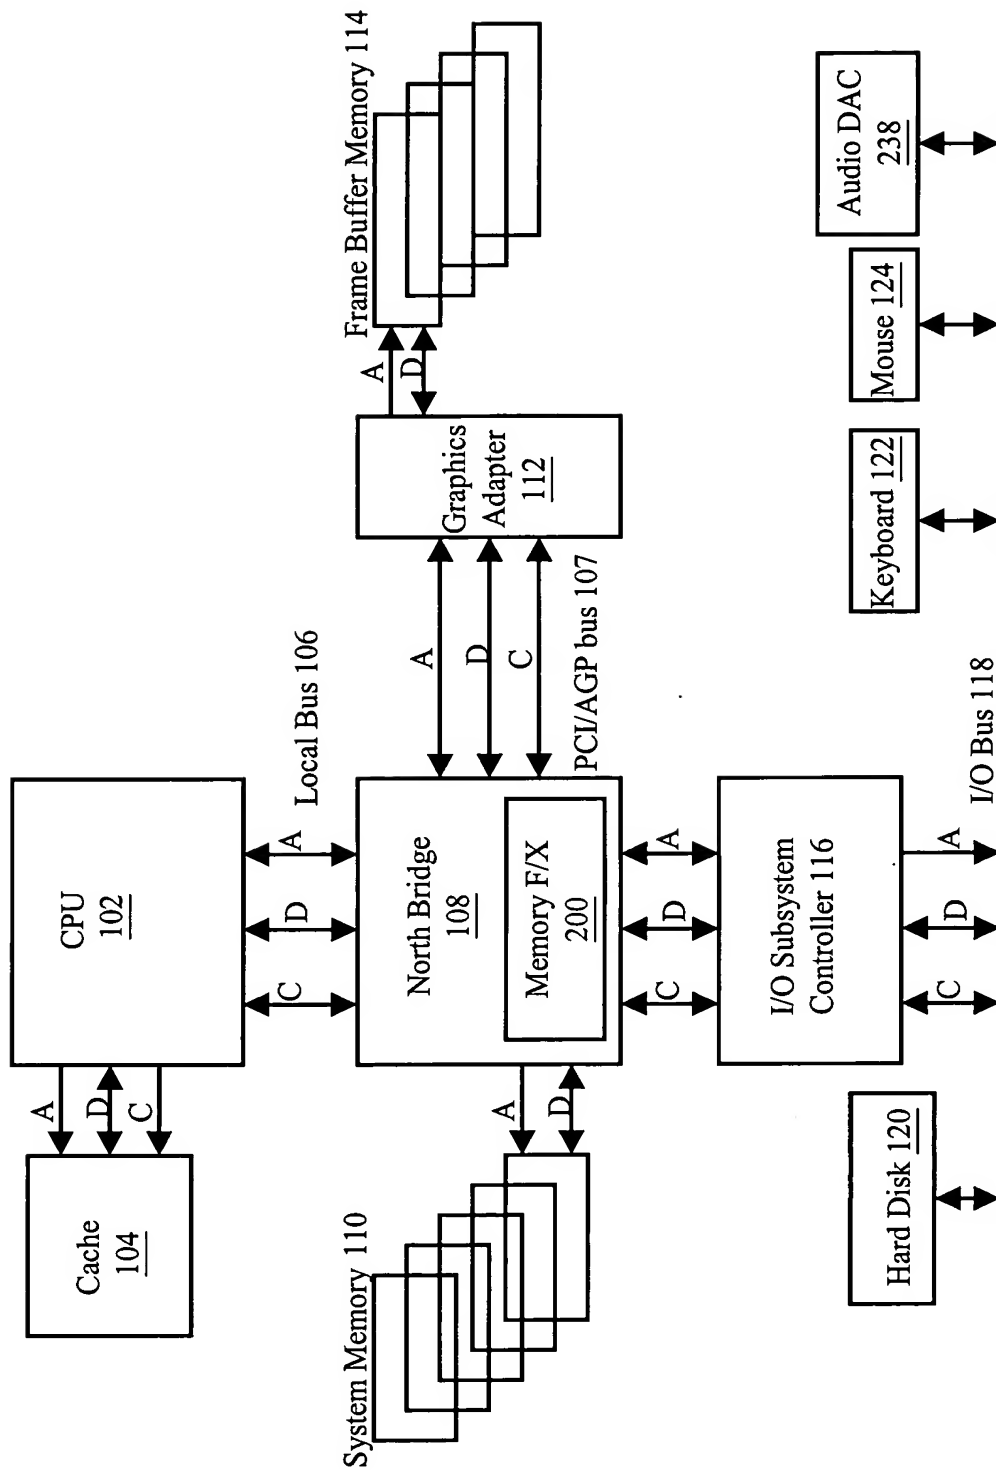 Cache
104
A
D
C
CPU
102
Local Bus 106
C
D
A
System Memory 110
A
D
North Bridge
108
Memory F/X
200
A
D
C
PCI/AGP bus 107
Graphics
Adapter
112
A
D
Frame Buffer Memory 114
C
D
A
I/O Subsystem
Controller 116
C
D
A
I/O Bus 118
Hard Disk 120
Keyboard 122
Mouse 124
Audio DAC
238